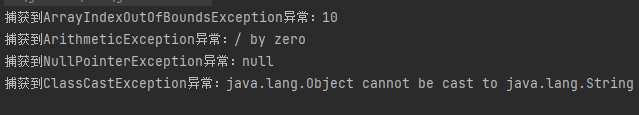 捕获到ArrayIndexOutOfBoundsException异常：10
捕获到ArithmeticException异常：/ by zero
捕获到NullPointerException异常：null
捕获到ClassCastException异常：java.lang.Object cannot be cast to java.lang.String